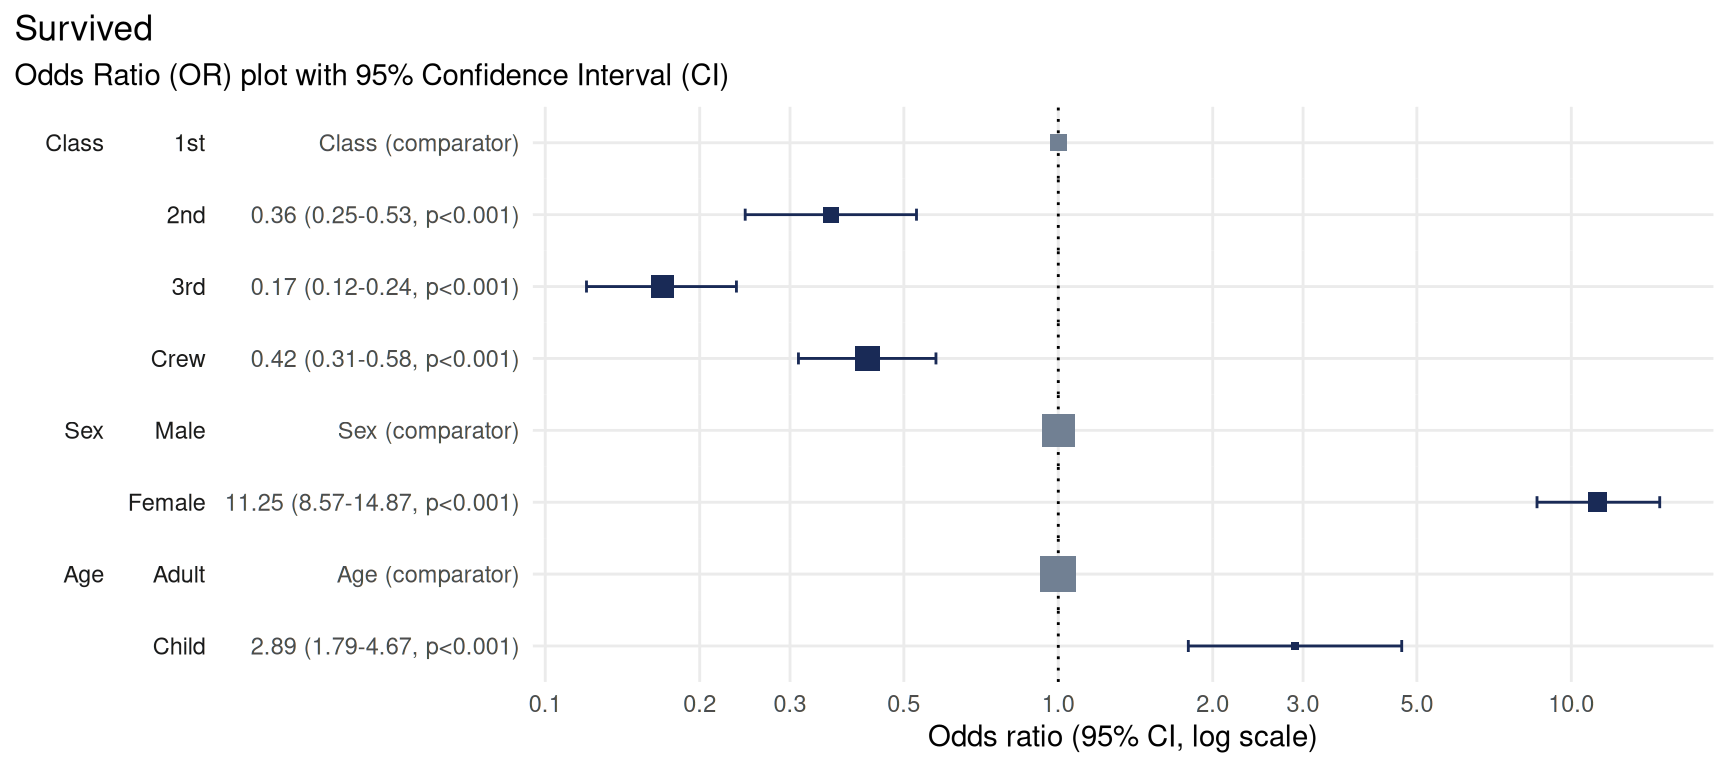 Survived
Odds Ratio (OR) plot with 95% Confidence Interval (CI)
Class 1st Class (comparator)
2nd 0.36 (0.25-0.53, p<0.001)
3rd 0.17 (0.12-0.24, p<0.001)
Crew 0.42 (0.31-0.58, p<0.001)
Sex Male Sex (comparator)
Female 11.25 (8.57-14.87, p<0.001)
Age Adult Age (comparator)
Child 2.89 (1.79-4.67, p<0.001)
0.1 0.2 0.3 0.5 1.0 2.0 3.0 5.0 10.0
Odds ratio (95% CI, log scale)